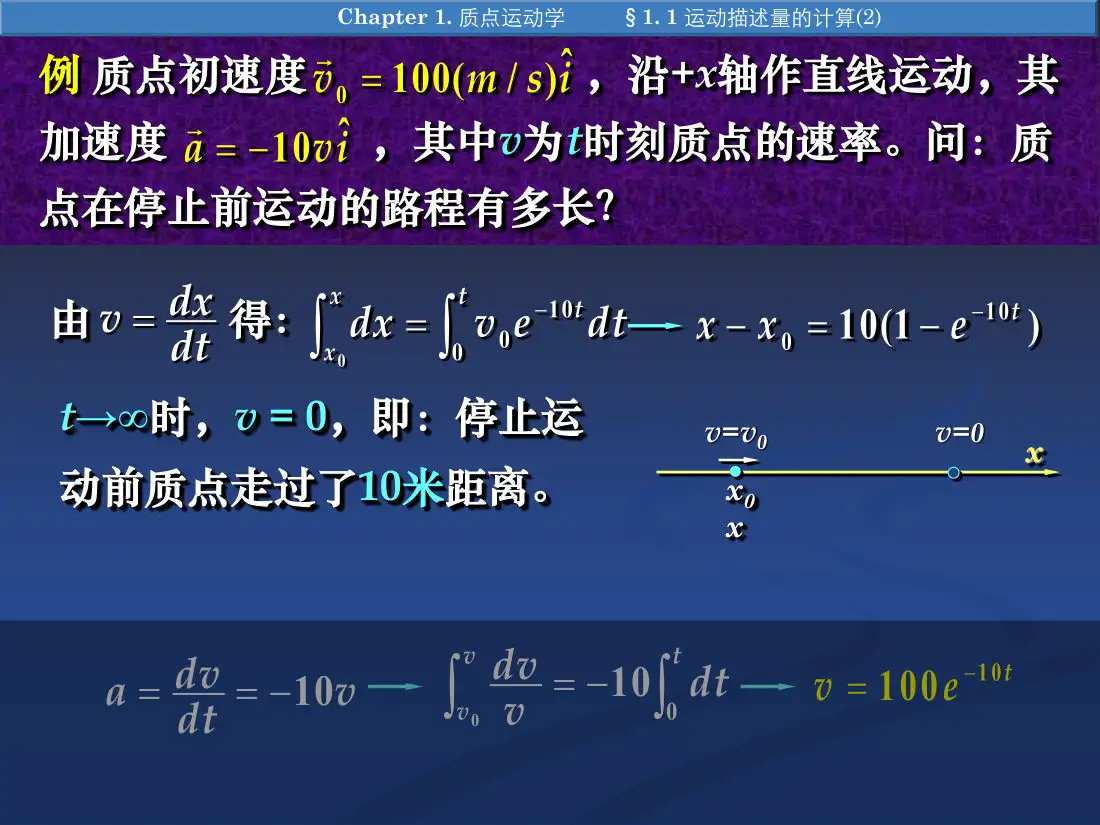 Chapter 1. 质点运动学 §1.1 运动描述量的计算(2)
例 质点初速度 v⃗₀ = 100(m / s)î ，沿+x轴作直线运动，其
加速度 a⃗ = −10vî ，其中v为t时刻质点的速率。问：质
点在停止前运动的路程有多长?
由 v = dx/dt 得： ∫_{x₀}^{x} dx = ∫_{0}^{t} v₀e^{−10t}dt → x − x₀ = 10(1 − e^{−10t})
t→∞时，v = 0，即：停止运
动前质点走过了10米距离。
v=v₀ v=0
x
x₀
x
a = dv/dt = −10v → ∫_{v₀}^{v} dv/v = −10∫_{0}^{t} dt → v = 100e^{−10t}